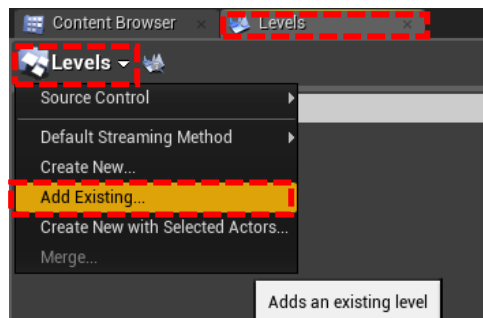 Content Browser
Levels
Levels
Source Control
Default Streaming Method
Create New...
Add Existing...
Create New with Selected Actors...
Merge...
Adds an existing level